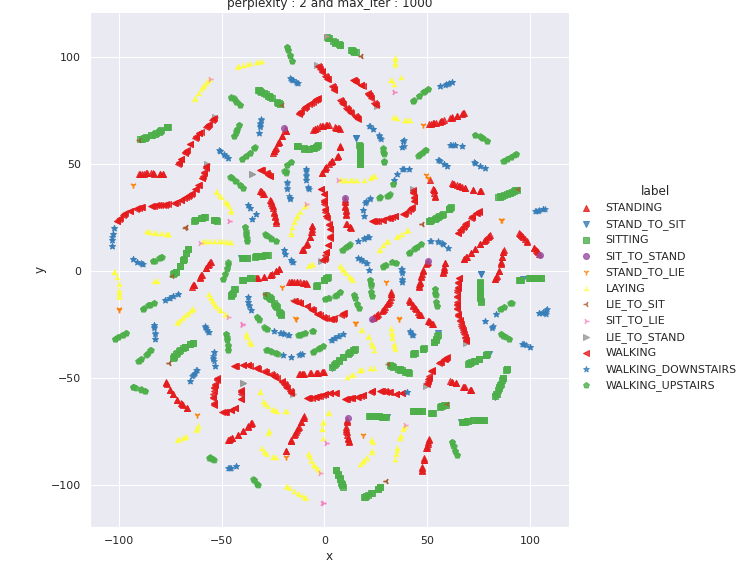 perplexity : 2 and max_iter : 1000
100
50
0
−50
−100
y
−100
−50
0
50
100
x
label
STANDING
STAND_TO_SIT
SITTING
SIT_TO_STAND
STAND_TO_LIE
LAYING
LIE_TO_SIT
SIT_TO_LIE
LIE_TO_STAND
WALKING
WALKING_DOWNSTAIRS
WALKING_UPSTAIRS